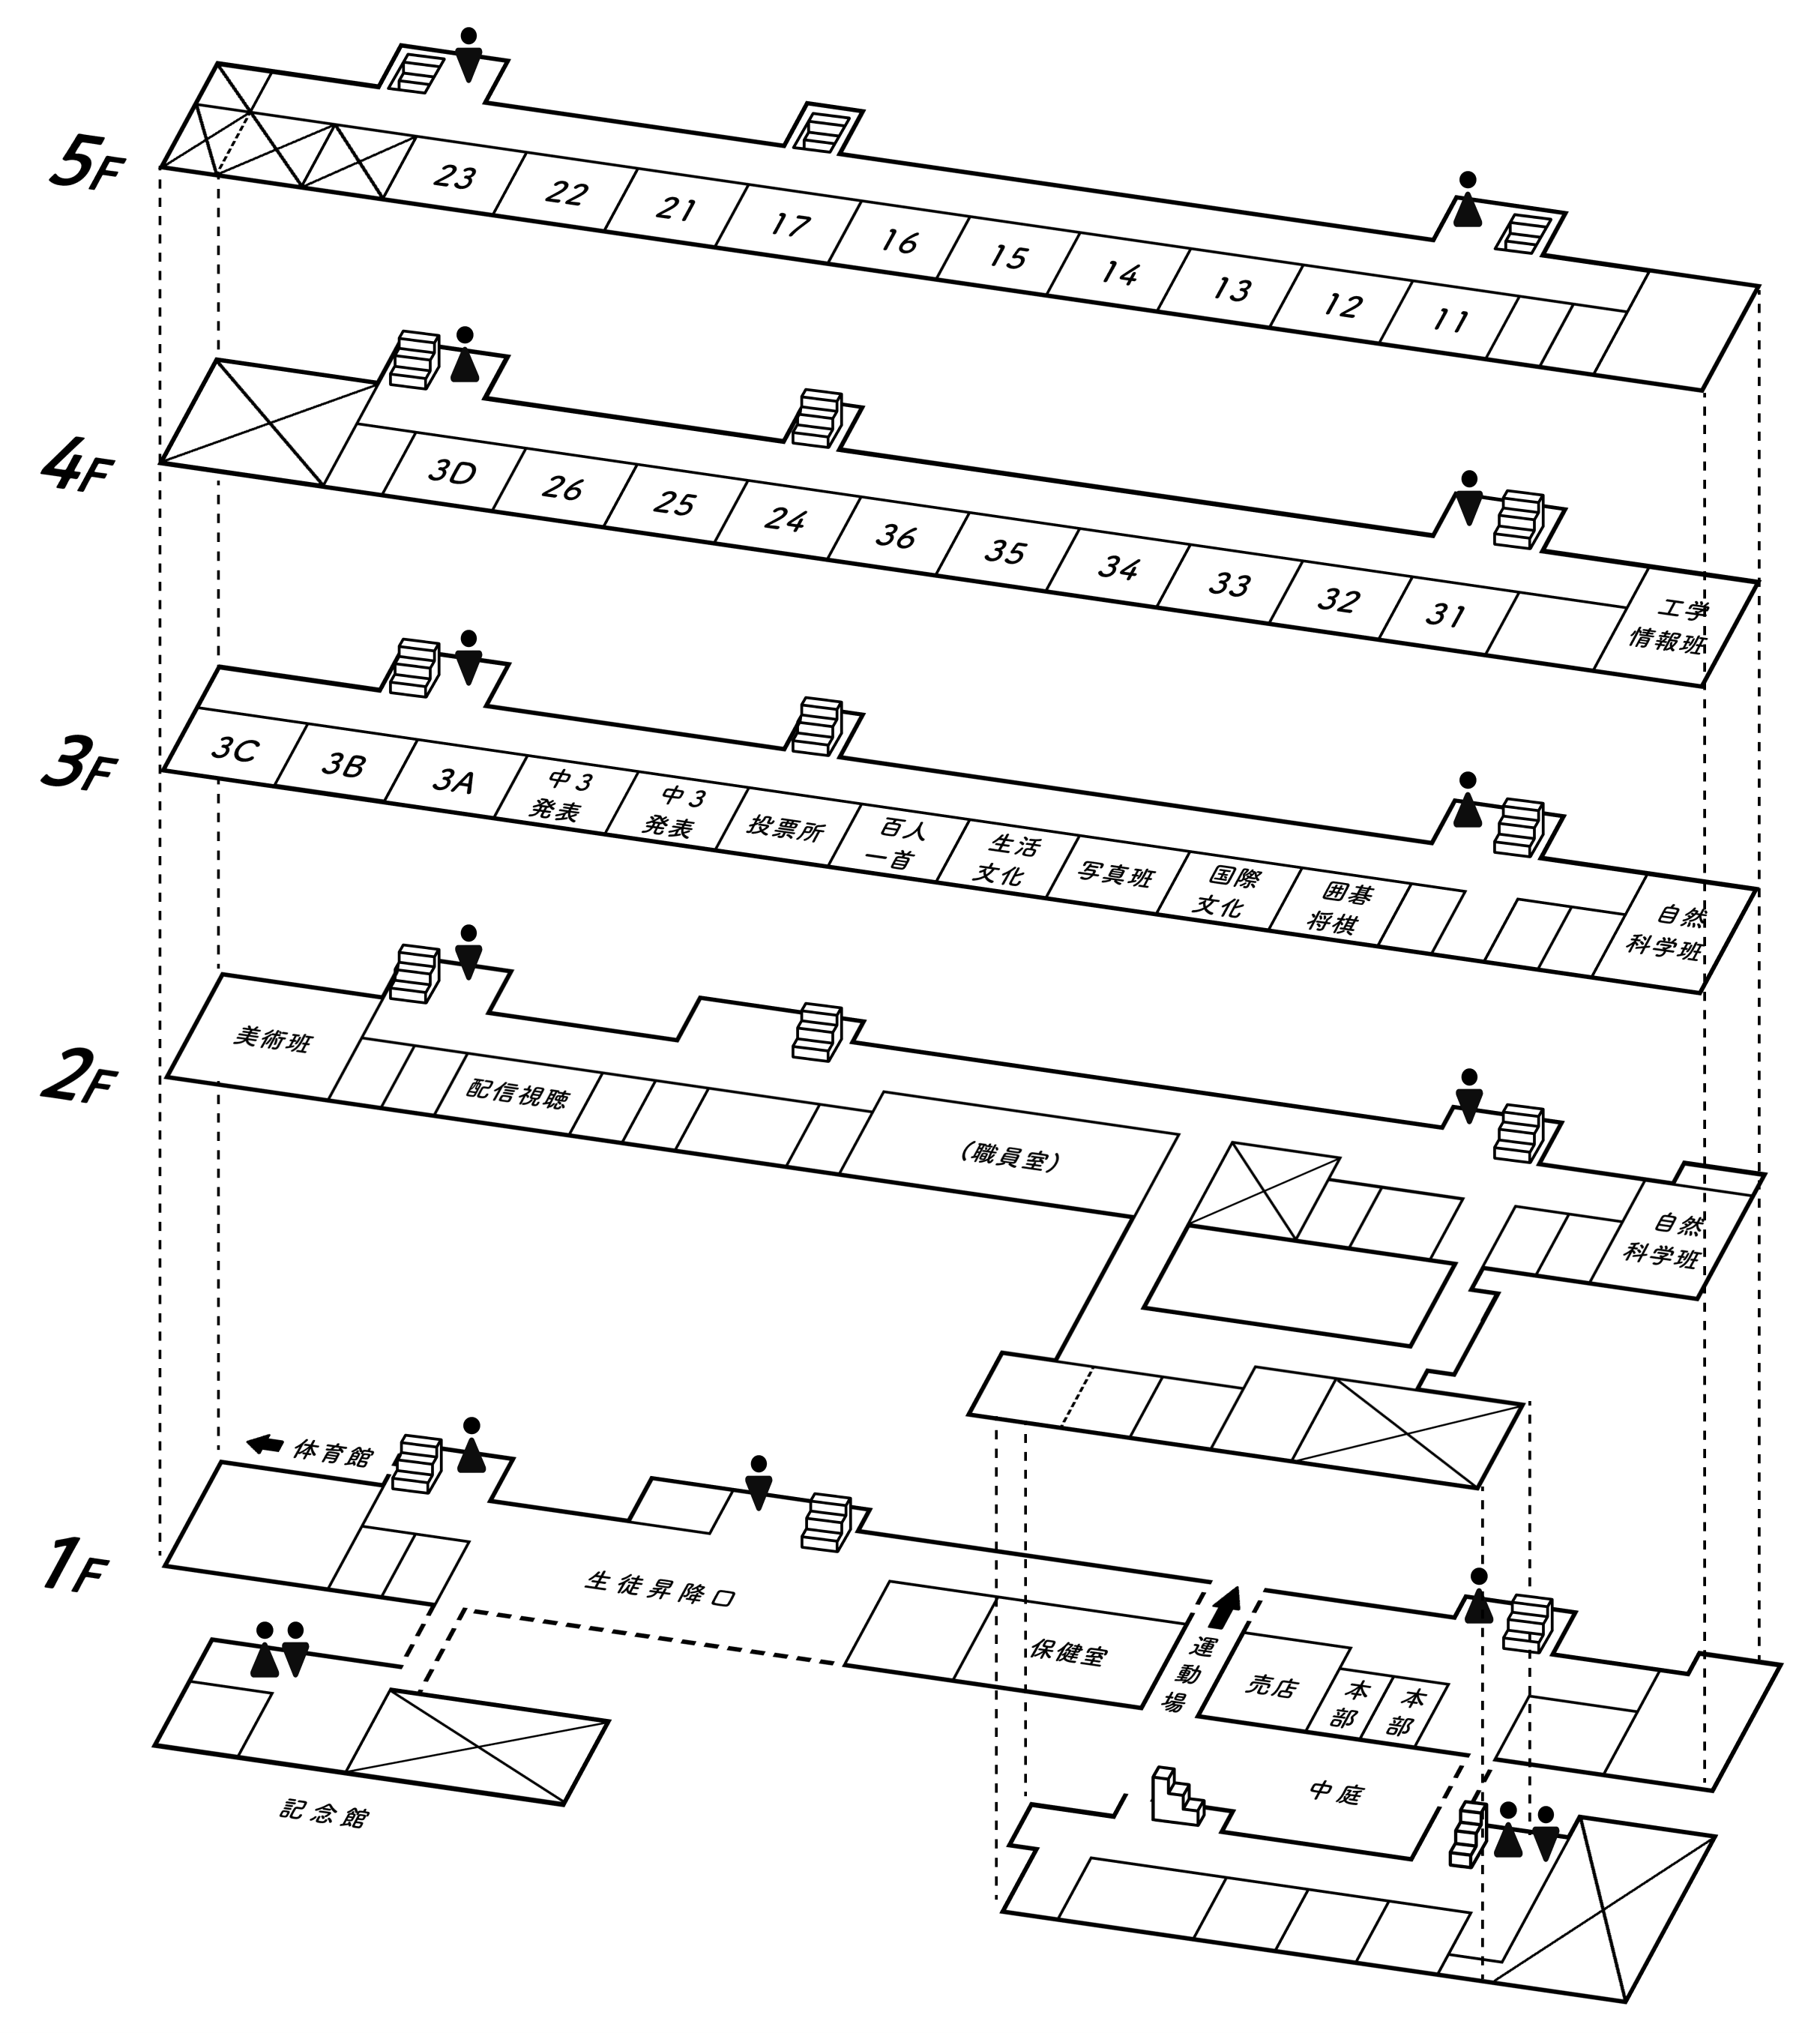 5F
23 22 21 17 16 15 14 13 12 11
4F
3D 26 25 24 36 35 34 33 32 31
工学
情報班
3F
3C 3B 3A
中3
発表
中3
発表
投票所
百人
一首
生活
文化
写真班
国際
文化
囲碁
将棋
自然
科学班
2F
美術班
配信視聴
(職員室)
自然
科学班
1F
体育館
生徒昇降口
保健室
運動場
売店
本部
本部
中庭
記念館